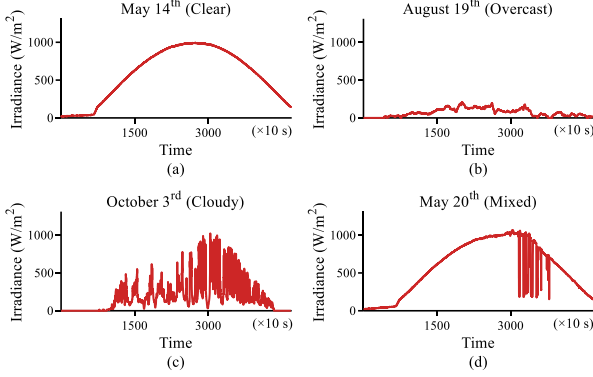 May 14th (Clear)
Irradiance (W/m2)
1000
500
0
1500
3000
(×10 s)
Time
(a)
August 19th (Overcast)
Irradiance (W/m2)
1000
500
0
1500
3000
(×10 s)
Time
(b)
October 3rd (Cloudy)
Irradiance (W/m2)
1000
500
0
1500
3000
(×10 s)
Time
(c)
May 20th (Mixed)
Irradiance (W/m2)
1000
500
0
1500
3000
(×10 s)
Time
(d)